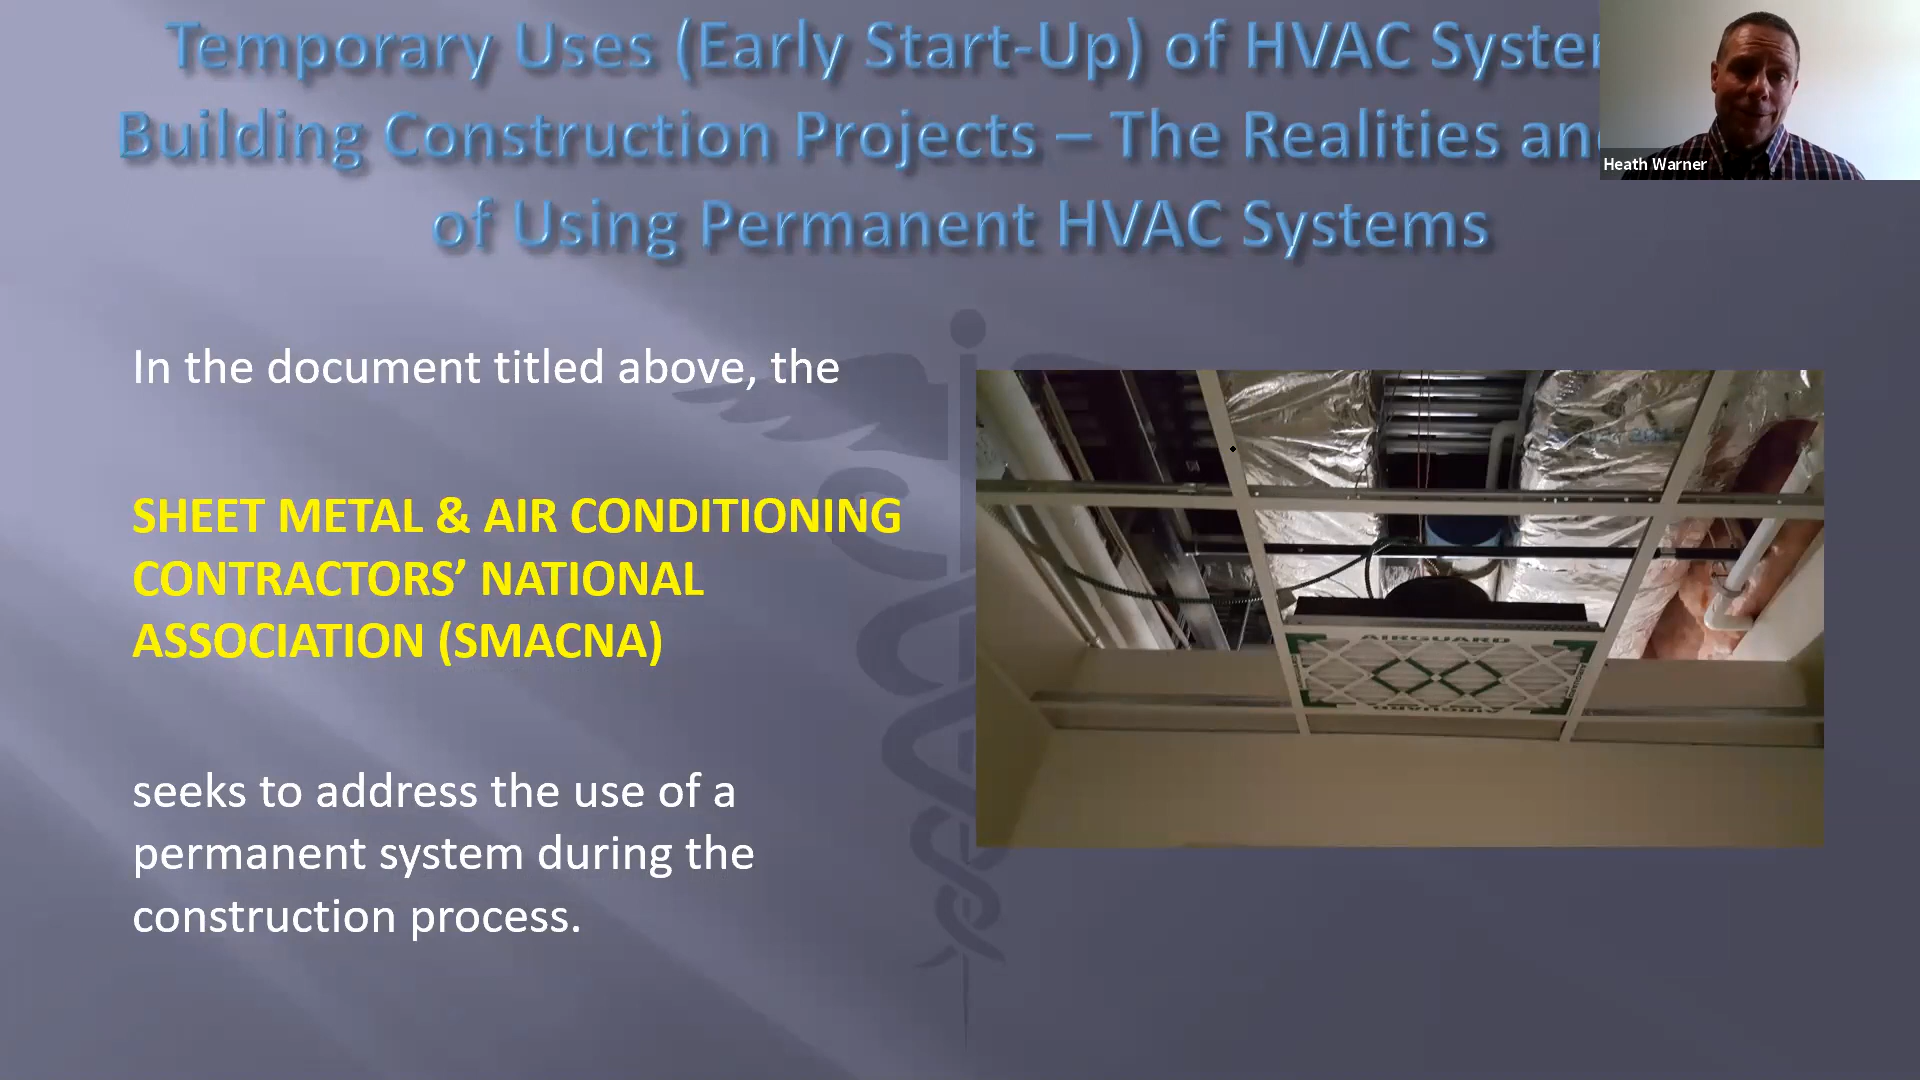 Temporary Uses (Early Start-Up) of HVAC
Building Construction Projects – The Realities
of Using Permanent HVAC Systems
Heath Warner
In the document titled above, the
SHEET METAL & AIR CONDITIONING
CONTRACTORS’ NATIONAL
ASSOCIATION (SMACNA)
AIRGUARD
AIRGUARD
seeks to address the use of a
permanent system during the
construction process.